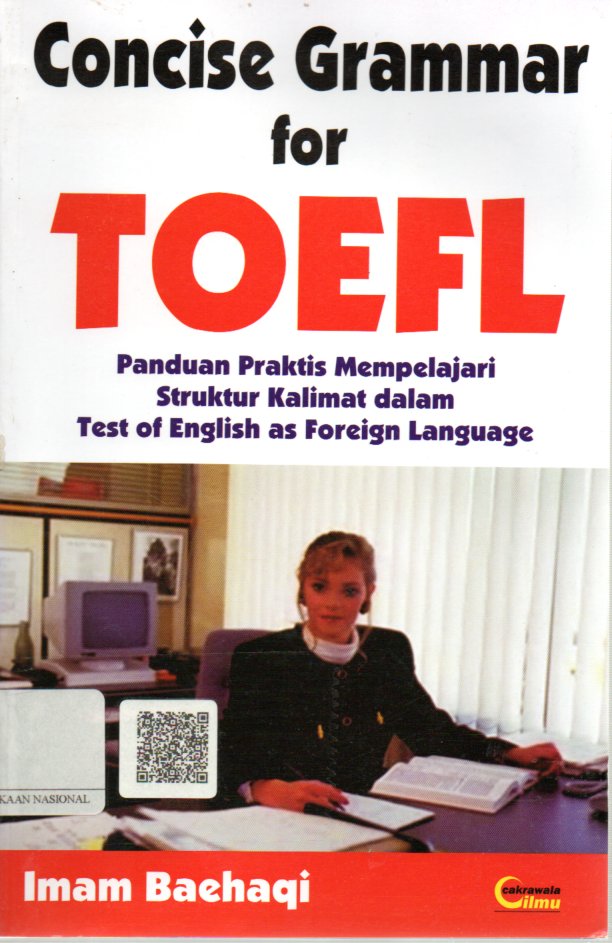 Concise Grammar
for
TOEFL
Panduan Praktis Mempelajari
Struktur Kalimat dalam
Test of English as Foreign Language
KAAN NASIONAL
Imam Baehaqi
cakrawala
ilmu